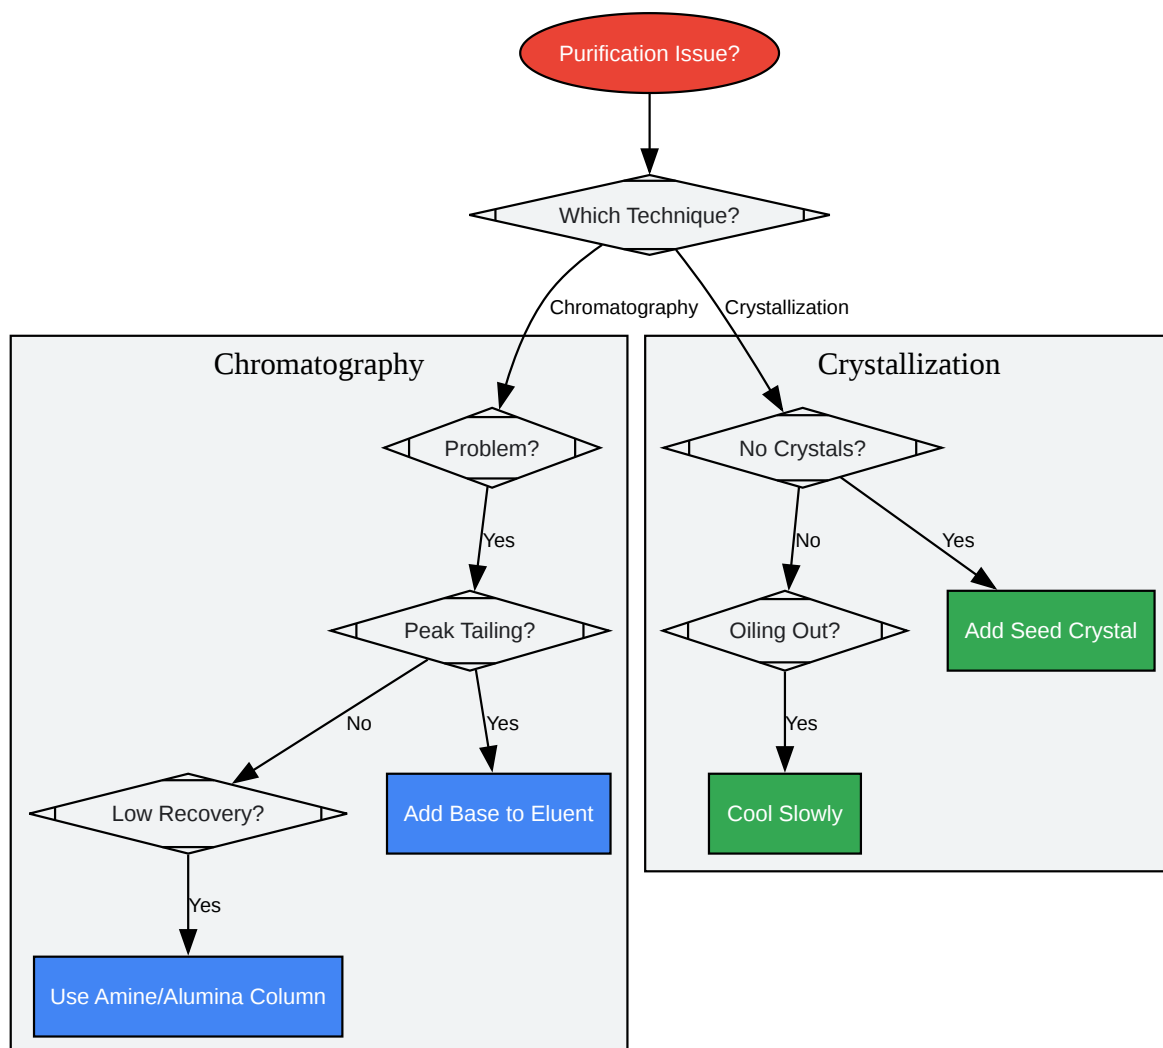 Purification Issue?
Which Technique?
Chromatography
Crystallization
Chromatography
Crystallization
Problem?
No Crystals?
Yes
No
Yes
Peak Tailing?
Oiling Out?
Add Seed Crystal
No
Yes
Yes
Low Recovery?
Add Base to Eluent
Cool Slowly
Yes
Use Amine/Alumina Column